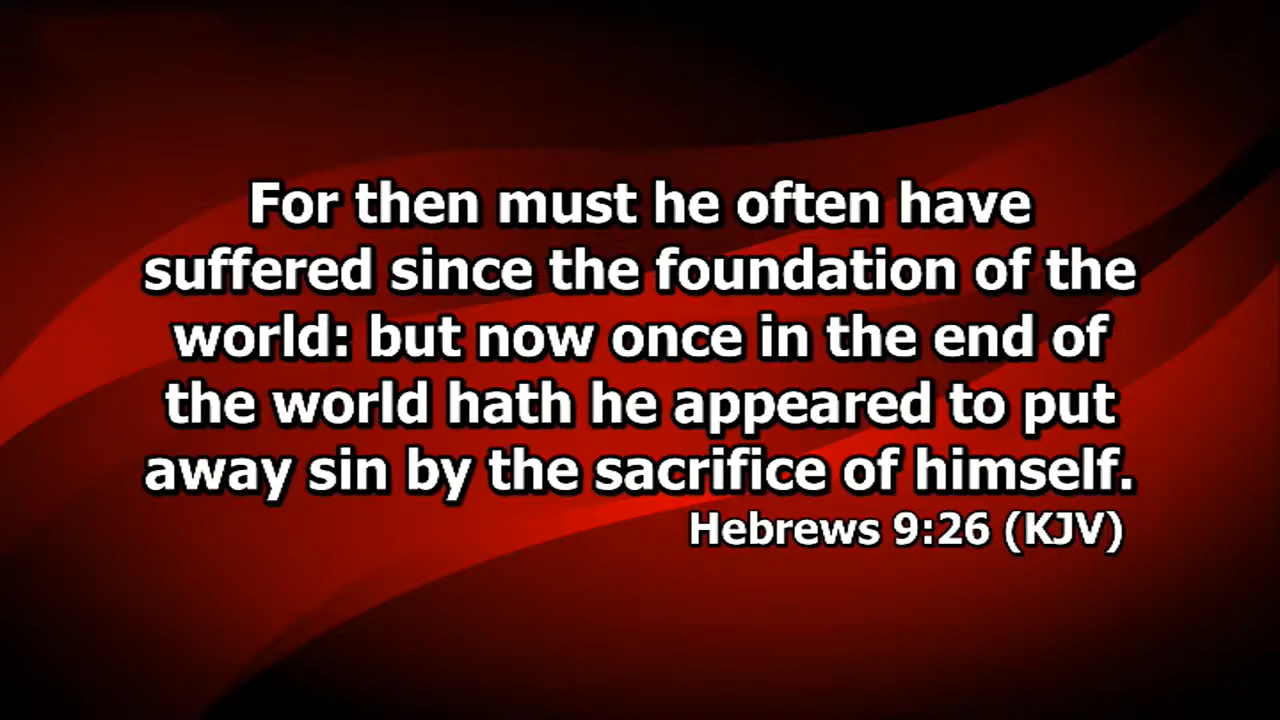 For then must he often have
suffered since the foundation of the
world: but now once in the end of
the world hath he appeared to put
away sin by the sacrifice of himself.
Hebrews 9:26 (KJV)